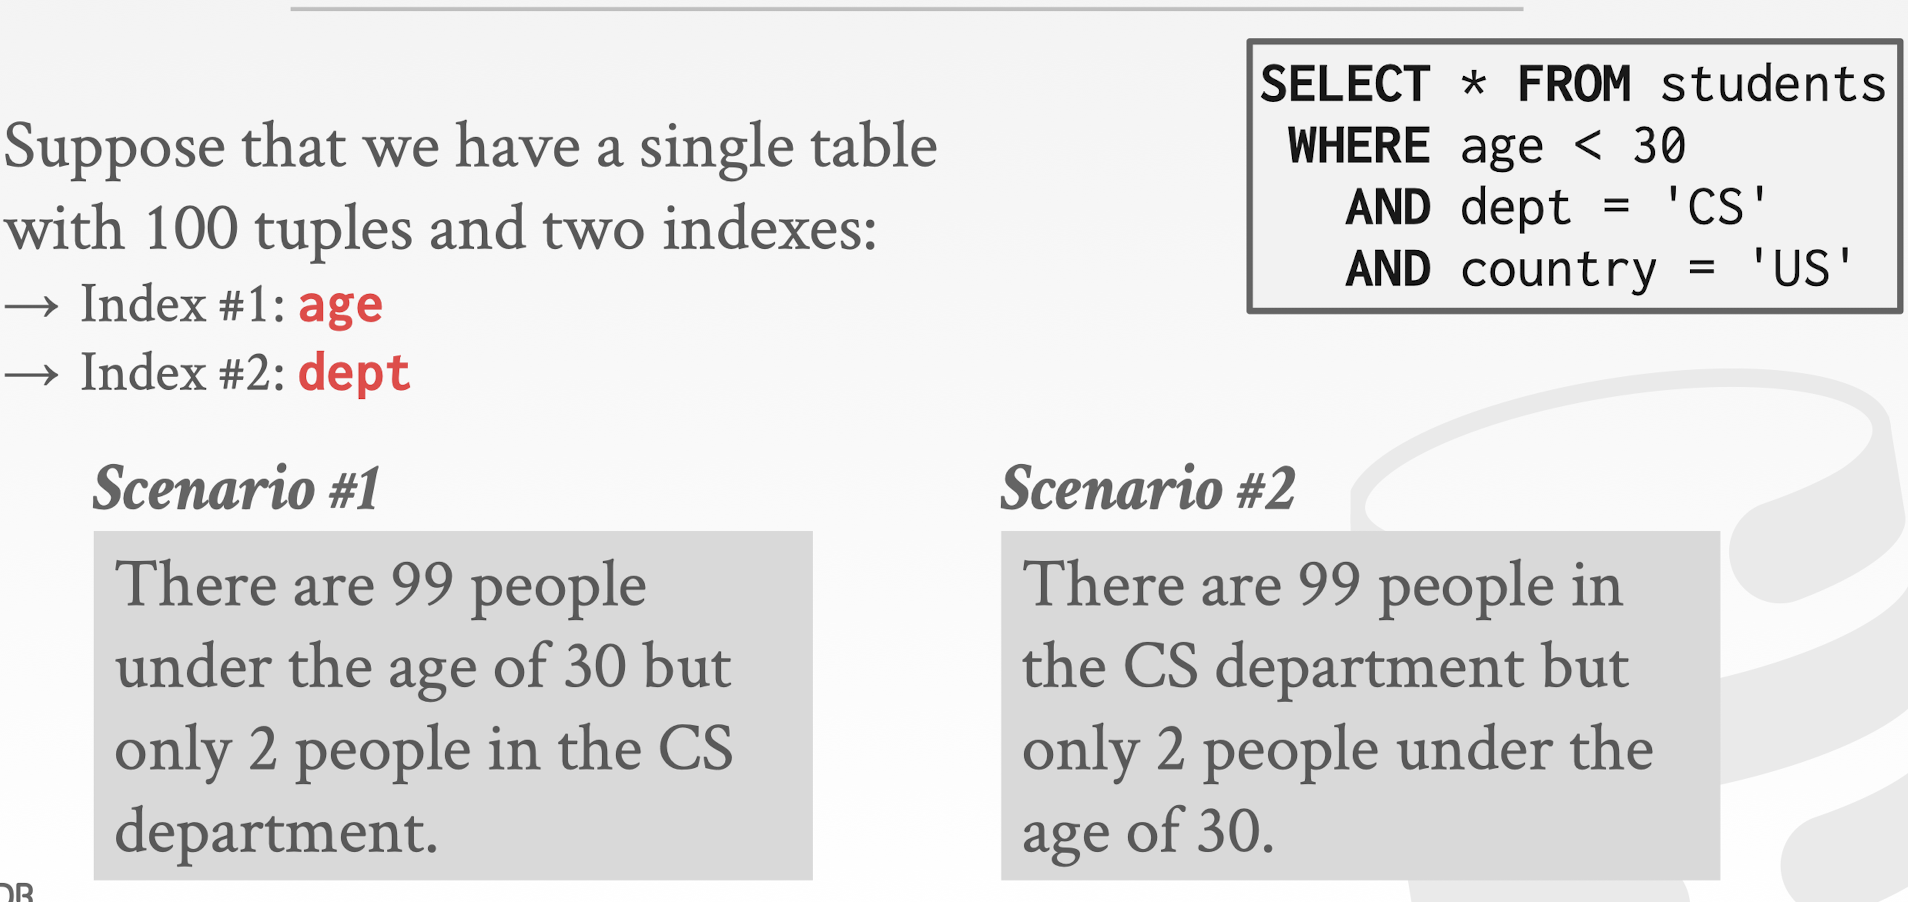 SELECT * FROM students
WHERE age < 30
AND dept = 'CS'
AND country = 'US'
Suppose that we have a single table
with 100 tuples and two indexes:
→ Index #1: age
→ Index #2: dept
Scenario #1
There are 99 people
under the age of 30 but
only 2 people in the CS
department.
Scenario #2
There are 99 people in
the CS department but
only 2 people under the
age of 30.
DB